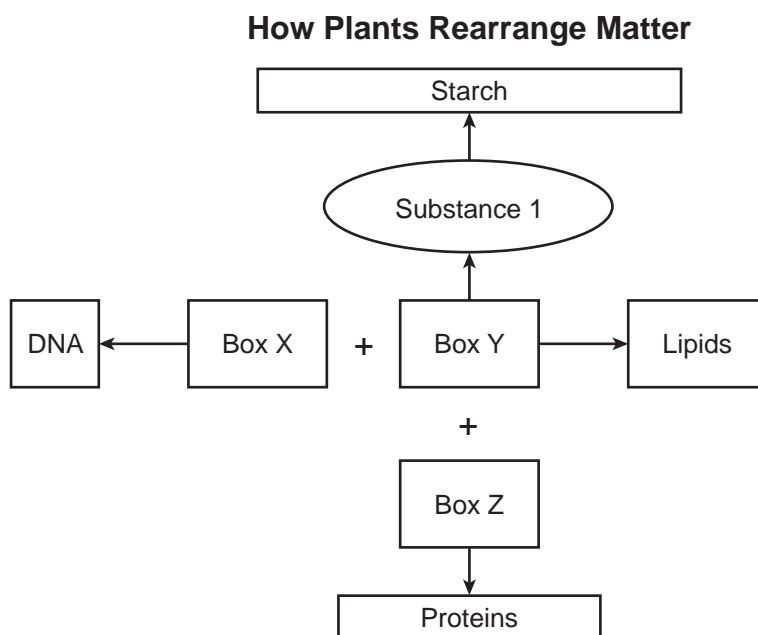 How Plants Rearrange Matter
Starch
Substance 1
DNA
Box X
+
Box Y
Lipids
+
Box Z
Proteins